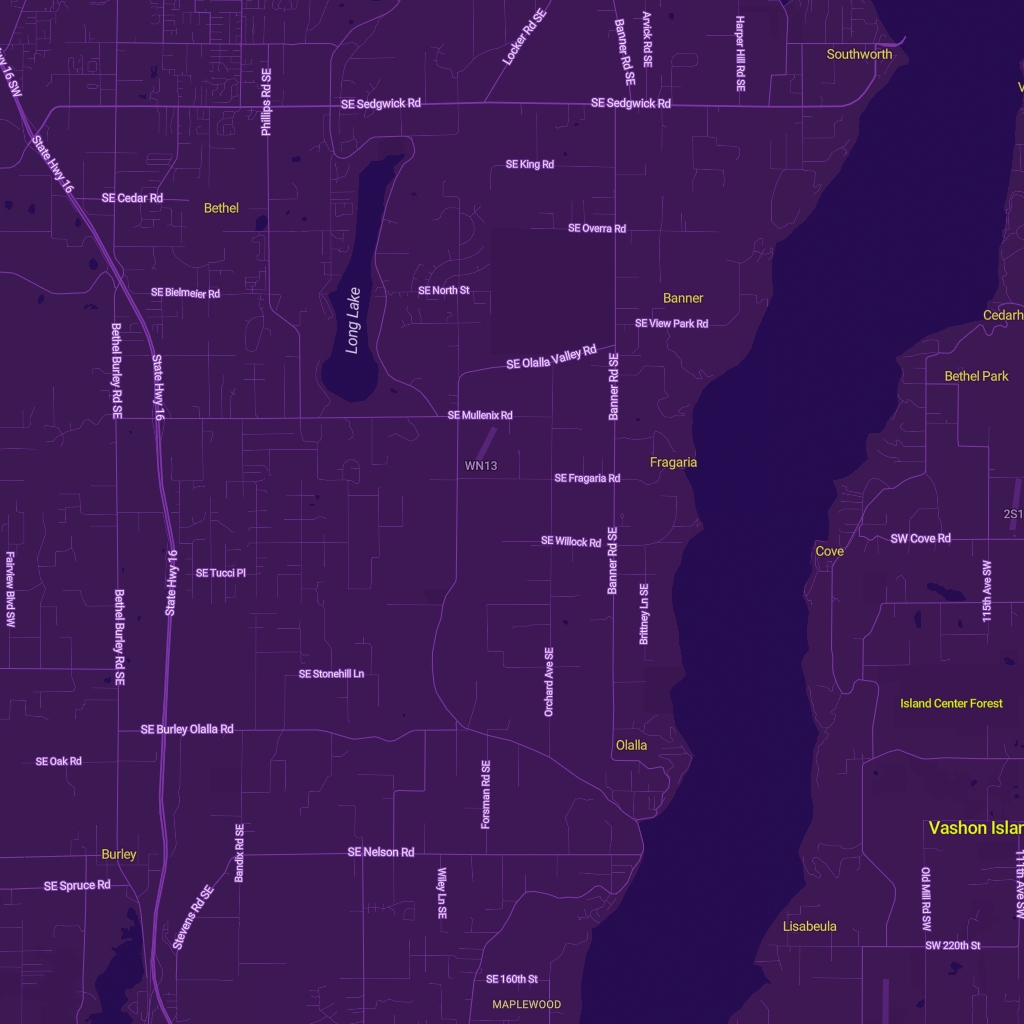 Hwy 16 SW
Locker Rd SE
Banner Rd SE
Arvick Rd SE
Harper Hill Rd SE
Southworth
Phillips Rd SE
SE Sedgwick Rd
SE Sedgwick Rd
State Hwy 16
SE King Rd
SE Cedar Rd
Bethel
SE Overra Rd
SE Bielmeier Rd
SE North St
Banner
Long Lake
SE View Park Rd
Cedarh
Bethel Burley Rd SE
State Hwy 16
SE Olalla Valley Rd
Banner Rd SE
Bethel Park
SE Mullenix Rd
WN13
Fragaria
SE Fragaria Rd
2S1
SE Willock Rd
Banner Rd SE
SW Cove Rd
Cove
Fairview Blvd SW
State Hwy 16
SE Tucci Pl
115th Ave SW
Bethel Burley Rd SE
Brittney Ln SE
SE Stonehill Ln
Orchard Ave SE
Island Center Forest
SE Burley Olalla Rd
Olalla
SE Oak Rd
Forsman Rd SE
Vashon Islan
Burley
Bandix Rd SE
SE Nelson Rd
SE Spruce Rd
Wiley Ln SE
Old Mill Rd SW
111th Ave SW
Stevens Rd SE
Lisabeula
SW 220th St
SE 160th St
MAPLEWOOD